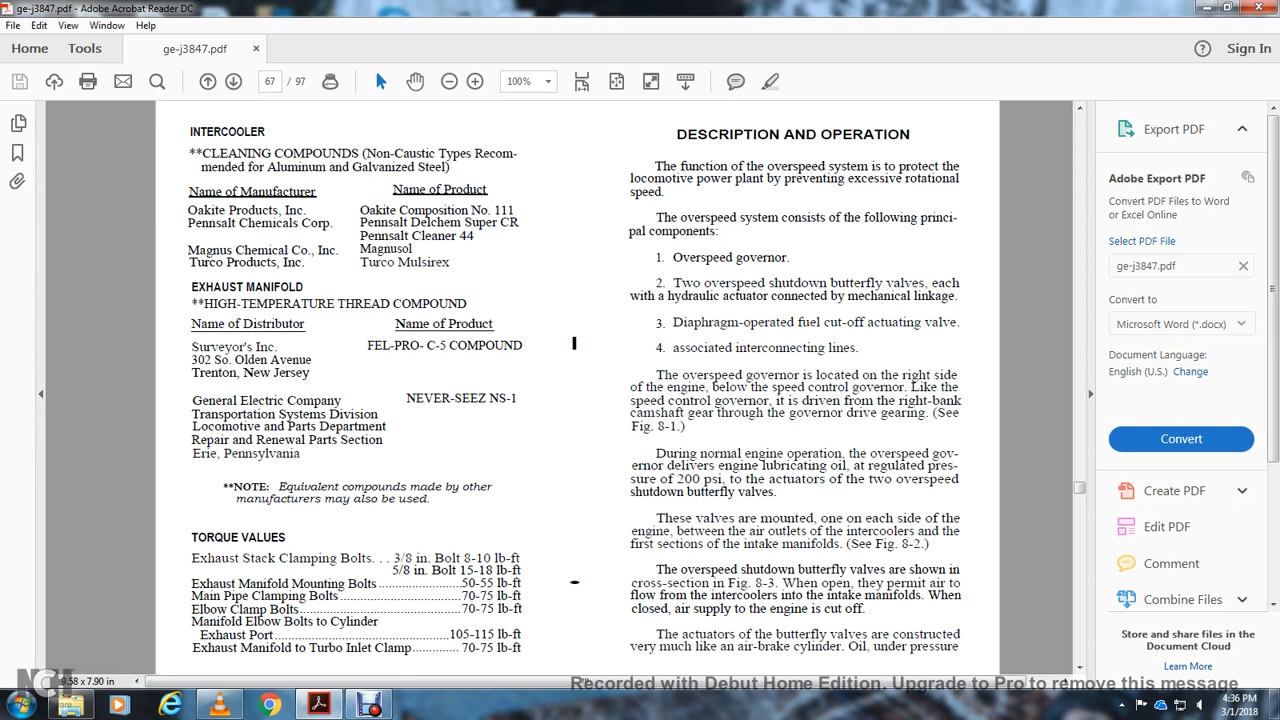 ge-j3847.pdf - Adobe Acrobat Reader DC
File Edit View Window Help
Home Tools ge-j3847.pdf × Sign In
67 / 97 100%
INTERCOOLER
**CLEANING COMPOUNDS (Non-Caustic Types Recom-
mended for Aluminum and Galvanized Steel)
Name of Manufacturer Name of Product
Oakite Products, Inc. Oakite Composition No. 111
Pennsalt Chemicals Corp. Pennsalt Delchem Super CR
Pennsalt Cleaner 44
Magnus Chemical Co., Inc. Magnusol
Turco Products, Inc. Turco Mulsirex
EXHAUST MANIFOLD
**HIGH-TEMPERATURE THREAD COMPOUND
Name of Distributor Name of Product
Surveyor's Inc. FEL-PRO- C-5 COMPOUND
302 So. Olden Avenue
Trenton, New Jersey
General Electric Company NEVER-SEEZ NS-1
Transportation Systems Division
Locomotive and Parts Department
Repair and Renewal Parts Section
Erie, Pennsylvania
**NOTE: Equivalent compounds made by other
manufacturers may also be used.
TORQUE VALUES
Exhaust Stack Clamping Bolts. . . 3/8 in. Bolt 8-10 lb-ft
5/8 in. Bolt 15-18 lb-ft
Exhaust Manifold Mounting Bolts ......................50-55 lb-ft
Main Pipe Clamping Bolts ................................70-75 lb-ft
Elbow Clamp Bolts..........................................70-75 lb-ft
Manifold Elbow Bolts to Cylinder
Exhaust Port.............................................105-115 lb-ft
Exhaust Manifold to Turbo Inlet Clamp............. 70-75 lb-ft
DESCRIPTION AND OPERATION
The function of the overspeed system is to protect the
locomotive power plant by preventing excessive rotational
speed.
The overspeed system consists of the following princi-
pal components:
1. Overspeed governor.
2. Two overspeed shutdown butterfly valves, each
with a hydraulic actuator connected by mechanical linkage.
3. Diaphragm-operated fuel cut-off actuating valve.
4. associated interconnecting lines.
The overspeed governor is located on the right side
of the engine, below the speed control governor. Like the
speed control governor, it is driven from the right-bank
camshaft gear through the governor drive gearing. (See
Fig. 8-1.)
During normal engine operation, the overspeed gov-
ernor delivers engine lubricating oil, at regulated pres-
sure of 200 psi, to the actuators of the two overspeed
shutdown butterfly valves.
These valves are mounted, one on each side of the
engine, between the air outlets of the intercoolers and the
first sections of the intake manifolds. (See Fig. 8-2.)
The overspeed shutdown butterfly valves are shown in
cross-section in Fig. 8-3. When open, they permit air to
flow from the intercoolers into the intake manifolds. When
closed, air supply to the engine is cut off.
The actuators of the butterfly valves are constructed
very much like an air-brake cylinder. Oil, under pressure
Export PDF
Adobe Export PDF
Convert PDF Files to Word
or Excel Online
Select PDF File
ge-j3847.pdf
Convert to
Microsoft Word (*.docx)
Document Language:
English (U.S.) Change
Convert
Create PDF
Edit PDF
Comment
Combine Files
Store and share files in the
Document Cloud
Learn More
9.58 x 7.90 in
NCH
Recorded with Debut Home Edition. Upgrade to Pro to remove this message
4:36 PM
3/1/2018